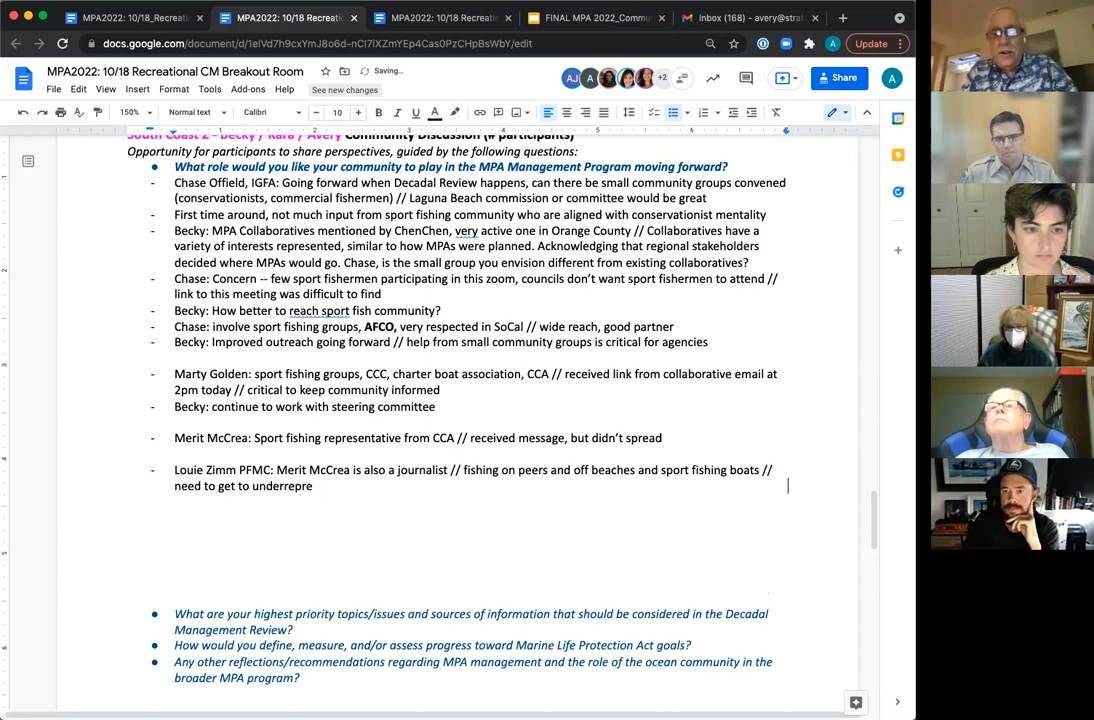 MPA2022: 10/18_Recreati
MPA2022: 10/18 Recreatio
MPA2022: 10/18 Recreatic
FINAL MPA 2022_Commu
Inbox (168) - avery@strat
docs.google.com/document/d/1elVd7h9cxYmJ8o6d-nCl7iXZmYEp4Cas0PzCHpBsWbY/edit
Update
MPA2022: 10/18 Recreational CM Breakout Room
Saving...
File Edit View Insert Format Tools Add-ons Help
See new changes
AJ A +2
Share
A
150% Normal text Calibri 10
South Coast 2 - Becky / Kara / Avery Community Discussion (# participants)
Opportunity for participants to share perspectives, guided by the following questions:
● What role would you like your community to play in the MPA Management Program moving forward?
- Chase Offield, IGFA: Going forward when Decadal Review happens, can there be small community groups convened
(conservationists, commercial fishermen) // Laguna Beach commission or committee would be great
- First time around, not much input from sport fishing community who are aligned with conservationist mentality
- Becky: MPA Collaboratives mentioned by ChenChen, very active one in Orange County // Collaboratives have a
variety of interests represented, similar to how MPAs were planned. Acknowledging that regional stakeholders
decided where MPAs would go. Chase, is the small group you envision different from existing collaboratives?
- Chase: Concern -- few sport fishermen participating in this zoom, councils don't want sport fishermen to attend //
link to this meeting was difficult to find
- Becky: How better to reach sport fish community?
- Chase: involve sport fishing groups, AFCO, very respected in SoCal // wide reach, good partner
- Becky: Improved outreach going forward // help from small community groups is critical for agencies
- Marty Golden: sport fishing groups, CCC, charter boat association, CCA // received link from collaborative email at
2pm today // critical to keep community informed
- Becky: continue to work with steering committee
- Merit McCrea: Sport fishing representative from CCA // received message, but didn't spread
- Louie Zimm PFMC: Merit McCrea is also a journalist // fishing on peers and off beaches and sport fishing boats //
need to get to underrepre
● What are your highest priority topics/issues and sources of information that should be considered in the Decadal
Management Review?
● How would you define, measure, and/or assess progress toward Marine Life Protection Act goals?
● Any other reflections/recommendations regarding MPA management and the role of the ocean community in the
broader MPA program?